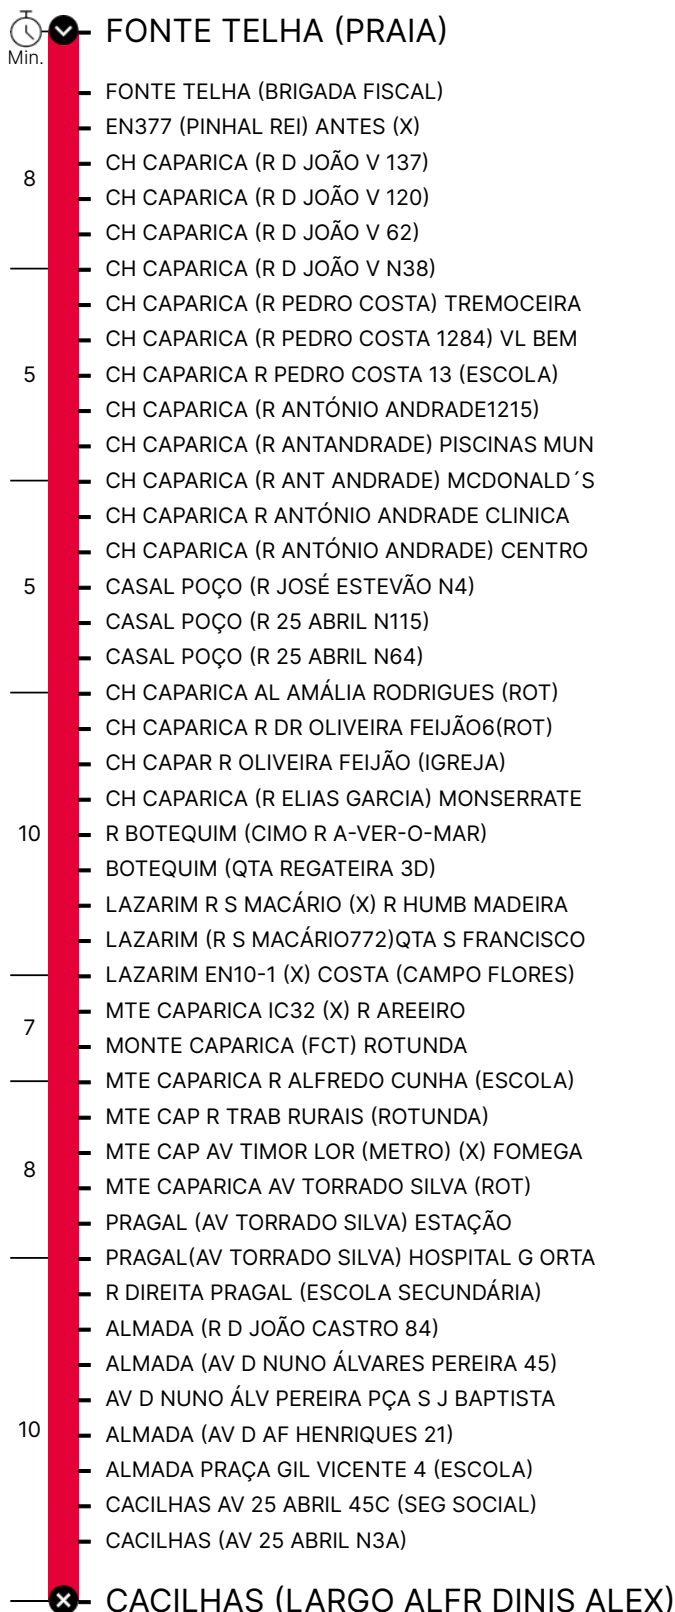 FONTE TELHA (PRAIA)
Min.
FONTE TELHA (BRIGADA FISCAL)
EN377 (PINHAL REI) ANTES (X)
CH CAPARICA (R D JOÃO V 137)
8
CH CAPARICA (R D JOÃO V 120)
CH CAPARICA (R D JOÃO V 62)
CH CAPARICA (R D JOÃO V N38)
CH CAPARICA (R PEDRO COSTA) TREMOCEIRA
CH CAPARICA (R PEDRO COSTA 1284) VL BEM
5
CH CAPARICA R PEDRO COSTA 13 (ESCOLA)
CH CAPARICA (R ANTÓNIO ANDRADE1215)
CH CAPARICA (R ANTANDRADE) PISCINAS MUN
CH CAPARICA (R ANT ANDRADE) MCDONALD´S
CH CAPARICA R ANTÓNIO ANDRADE CLINICA
CH CAPARICA (R ANTÓNIO ANDRADE) CENTRO
5
CASAL POÇO (R JOSÉ ESTEVÃO N4)
CASAL POÇO (R 25 ABRIL N115)
CASAL POÇO (R 25 ABRIL N64)
CH CAPARICA AL AMÁLIA RODRIGUES (ROT)
CH CAPARICA R DR OLIVEIRA FEIJÃO6(ROT)
CH CAPAR R OLIVEIRA FEIJÃO (IGREJA)
CH CAPARICA (R ELIAS GARCIA) MONSERRATE
10
R BOTEQUIM (CIMO R A-VER-O-MAR)
BOTEQUIM (QTA REGATEIRA 3D)
LAZARIM R S MACÁRIO (X) R HUMB MADEIRA
LAZARIM (R S MACÁRIO772)QTA S FRANCISCO
LAZARIM EN10-1 (X) COSTA (CAMPO FLORES)
MTE CAPARICA IC32 (X) R AREEIRO
7
MONTE CAPARICA (FCT) ROTUNDA
MTE CAPARICA R ALFREDO CUNHA (ESCOLA)
MTE CAP R TRAB RURAIS (ROTUNDA)
MTE CAP AV TIMOR LOR (METRO) (X) FOMEGA
8
MTE CAPARICA AV TORRADO SILVA (ROT)
PRAGAL (AV TORRADO SILVA) ESTAÇÃO
PRAGAL(AV TORRADO SILVA) HOSPITAL G ORTA
R DIREITA PRAGAL (ESCOLA SECUNDÁRIA)
ALMADA (R D JOÃO CASTRO 84)
ALMADA (AV D NUNO ÁLVARES PEREIRA 45)
AV D NUNO ÁLV PEREIRA PÇA S J BAPTISTA
10
ALMADA (AV D AF HENRIQUES 21)
ALMADA PRAÇA GIL VICENTE 4 (ESCOLA)
CACILHAS AV 25 ABRIL 45C (SEG SOCIAL)
CACILHAS (AV 25 ABRIL N3A)
CACILHAS (LARGO ALFR DINIS ALEX)